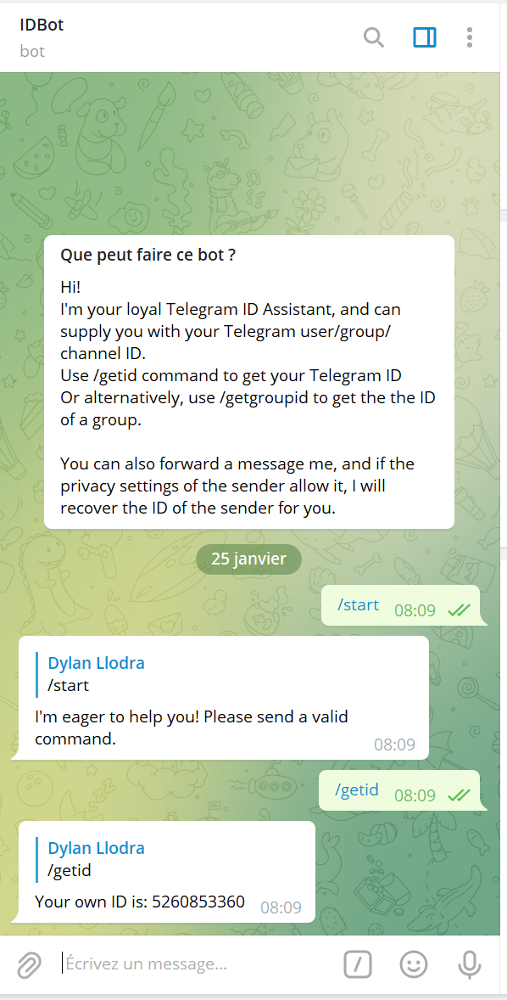 IDBot
bot
Que peut faire ce bot ?
Hi!
I'm your loyal Telegram ID Assistant, and can
supply you with your Telegram user/group/
channel ID.
Use /getid command to get your Telegram ID
Or alternatively, use /getgroupid to get the the ID
of a group.
You can also forward a message me, and if the
privacy settings of the sender allow it, I will
recover the ID of the sender for you.
25 janvier
/start 08:09
Dylan Llodra
/start
I'm eager to help you! Please send a valid
command. 08:09
/getid 08:09
Dylan Llodra
/getid
Your own ID is: 5260853360 08:09
Écrivez un message...